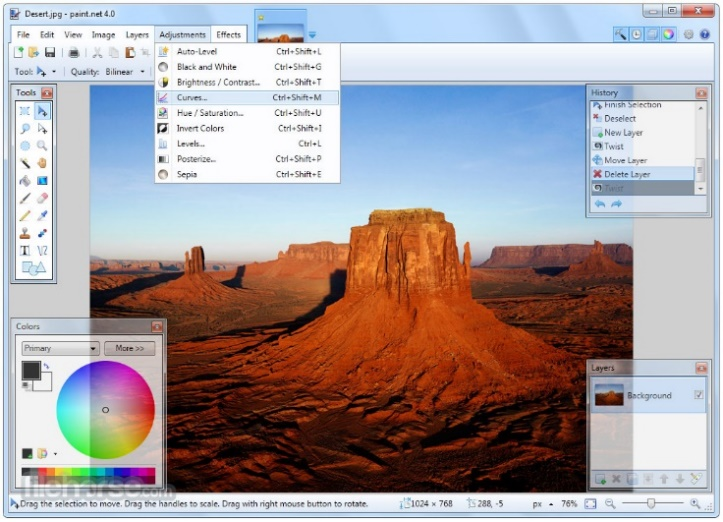 Desert.jpg - paint.net 4.0
File Edit View Image Layers Adjustments Effects
Tool: Quality: Bilinear
Auto-Level Ctrl+Shift+L
Black and White Ctrl+Shift+G
Brightness / Contrast... Ctrl+Shift+T
Curves... Ctrl+Shift+M
Hue / Saturation... Ctrl+Shift+U
Invert Colors Ctrl+Shift+I
Levels... Ctrl+L
Posterize... Ctrl+Shift+P
Sepia Ctrl+Shift+E
Tools
History
Finish Selection
Deselect
New Layer
Twist
Move Layer
Delete Layer
Twist
Colors
Primary More >>
Layers
Background
filehorse.com
Drag the selection to move. Drag the handles to scale. Drag with right mouse button to rotate. 1024 × 768 288, -5 px 76%